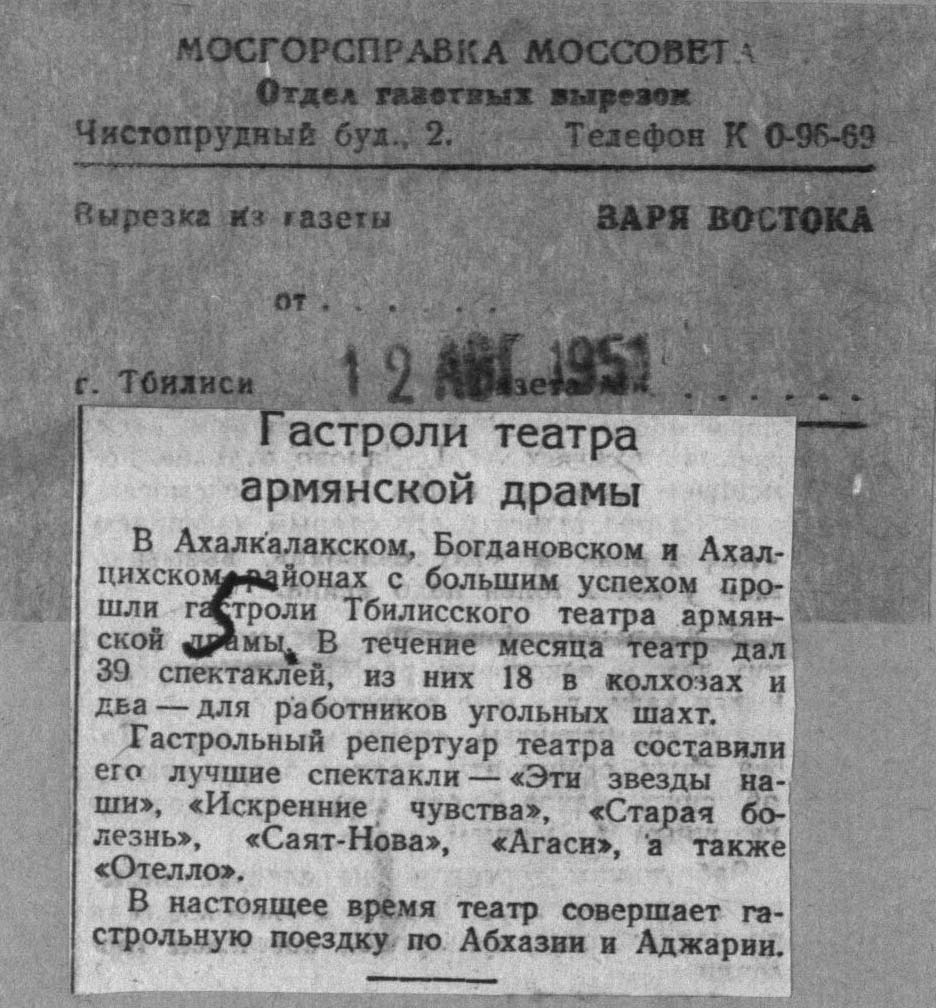 МОСГОРСПРАВКА МОССОВЕТА
Отдел газетных вырезок
Чистопрудный бул., 2. Телефон К 0-96-69
Вырезка из газеты ЗАРЯ ВОСТОКА
от . . . . . .
12 АВГ 1951
г. Тбилиси газета № . . . . . .
Гастроли театра
армянской драмы
В Ахалкалакском, Богдановском и Ахал-
цихском районах с большим успехом про-
шли гастроли Тбилисского театра армян-
ской драмы. В течение месяца театр дал
39 спектаклей, из них 18 в колхозах и
два — для работников угольных шахт.
Гастрольный репертуар театра составили
его лучшие спектакли — «Эти звезды на-
ши», «Искренние чувства», «Старая бо-
лезнь», «Саят-Нова», «Агаси», а также
«Отелло».
В настоящее время театр совершает га-
строльную поездку по Абхазии и Аджарии.
5